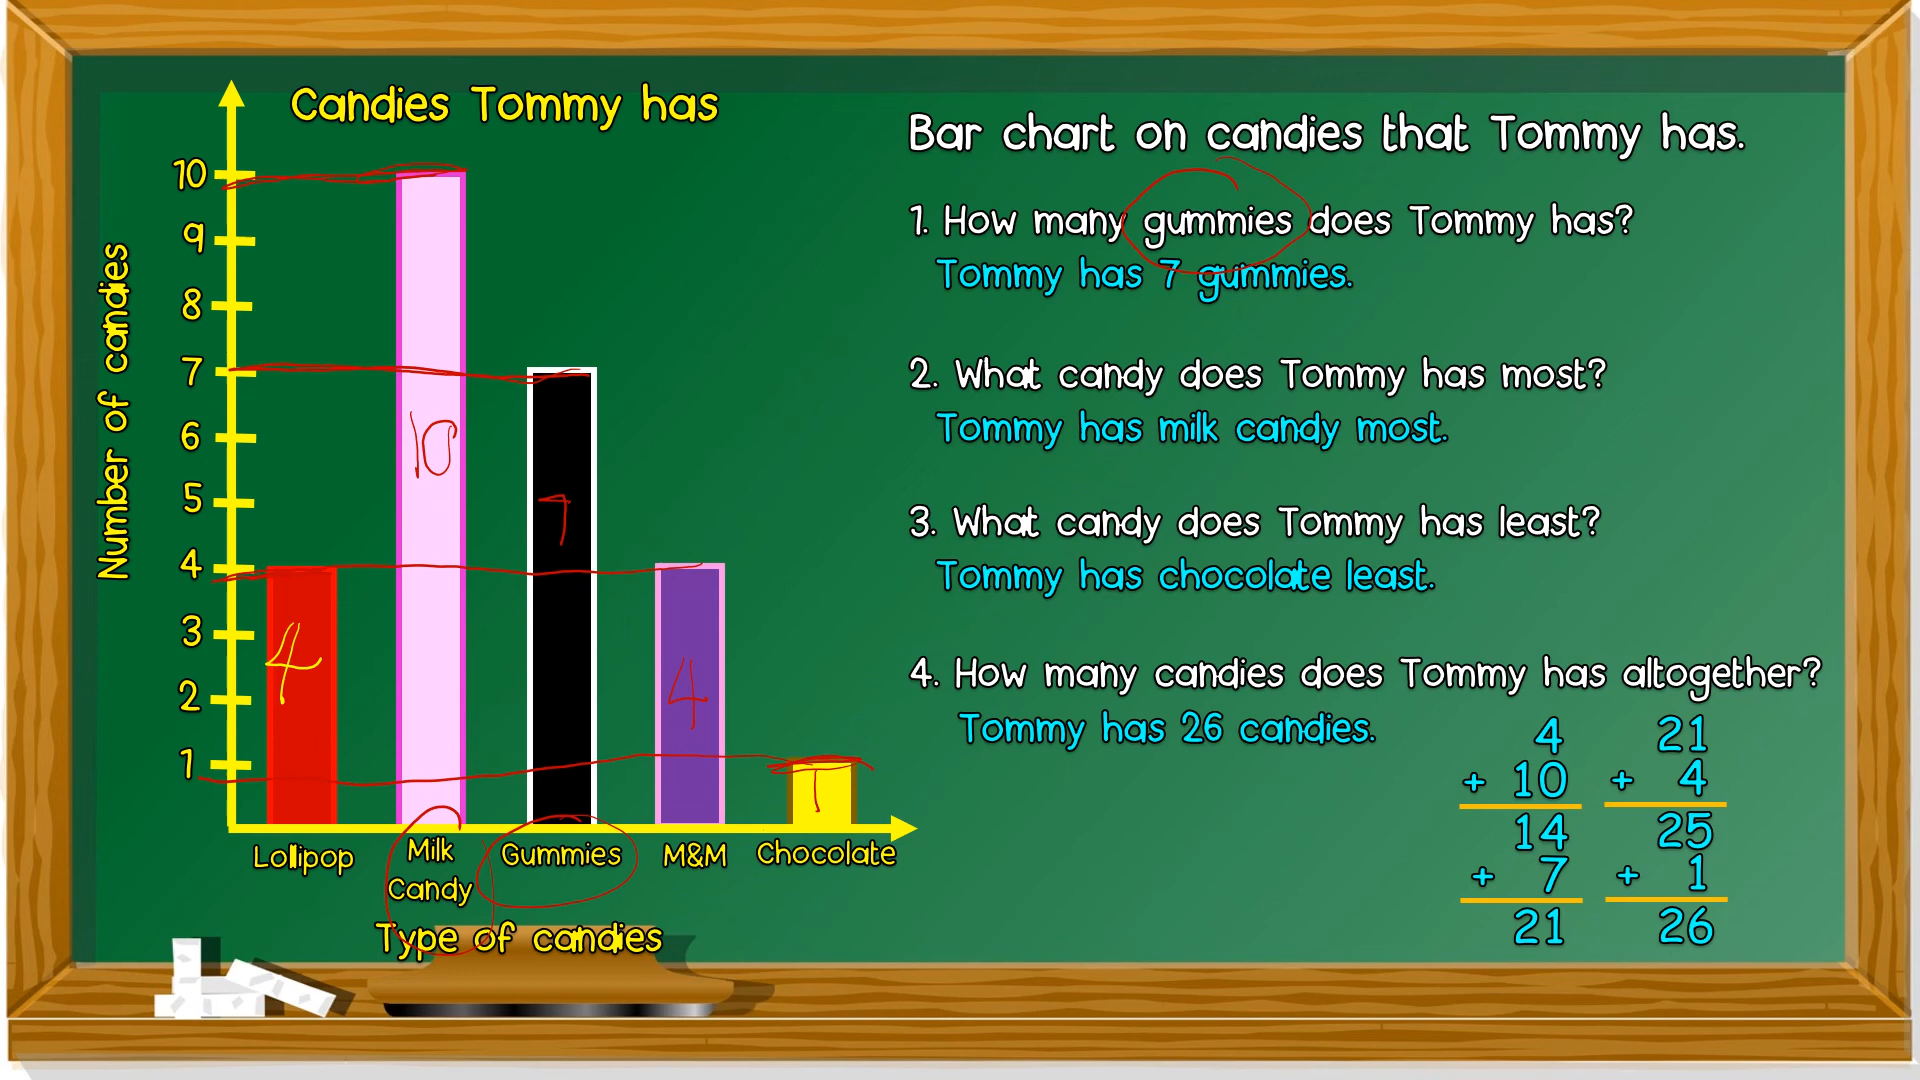 Candies Tommy has
Number of candies
10
9
8
7
6
5
4
3
2
1
4
10
7
4
1
Lollipop
Milk
Candy
Gummies
M&M
Chocolate
Type of candies
Bar chart on candies that Tommy has.
1. How many gummies does Tommy has?
Tommy has 7 gummies.
2. What candy does Tommy has most?
Tommy has milk candy most.
3. What candy does Tommy has least?
Tommy has chocolate least.
4. How many candies does Tommy has altogether?
Tommy has 26 candies.
4
+ 10
14
+ 7
21
21
+ 4
25
+ 1
26